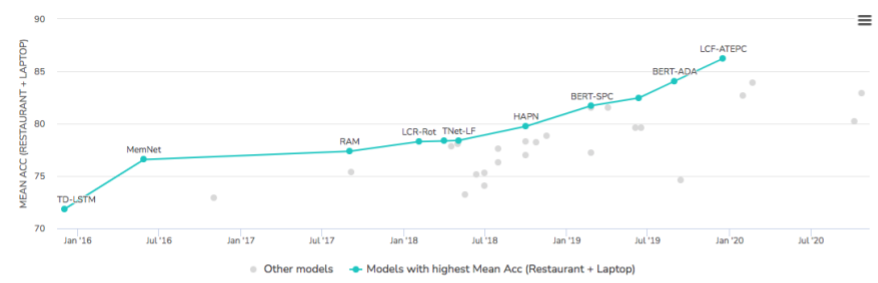 MEAN ACC (RESTAURANT + LAPTOP)
90
85
80
75
70
TD-LSTM
MemNet
RAM
LCR-Rot
TNet-LF
HAPN
BERT-SPC
BERT-ADA
LCF-ATEPC
Jan '16
Jul '16
Jan '17
Jul '17
Jan '18
Jul '18
Jan '19
Jul '19
Jan '20
Jul '20
Other models
Models with highest Mean Acc (Restaurant + Laptop)